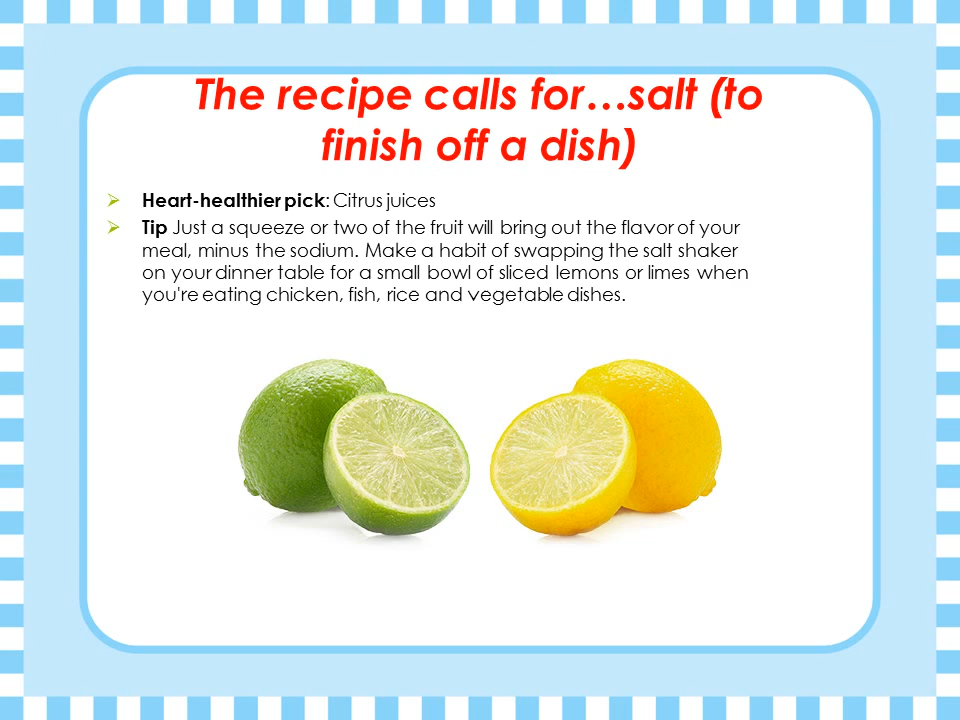 The recipe calls for…salt (to
finish off a dish)
Heart-healthier pick: Citrus juices
Tip Just a squeeze or two of the fruit will bring out the flavor of your
meal, minus the sodium. Make a habit of swapping the salt shaker
on your dinner table for a small bowl of sliced lemons or limes when
you're eating chicken, fish, rice and vegetable dishes.